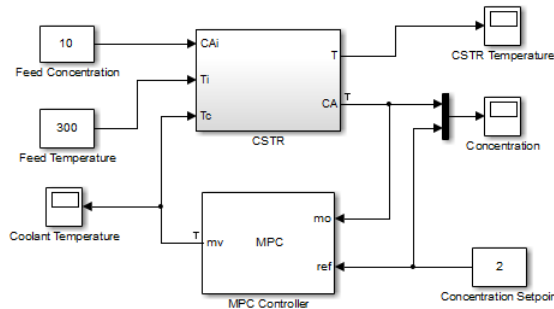 10
Feed Concentration
300
Feed Temperature
CAi
Ti
Tc
T
CA
T
CSTR
CSTR Temperature
Concentration
Coolant Temperature
T
mv
MPC
mo
ref
MPC Controller
2
Concentration Setpoir